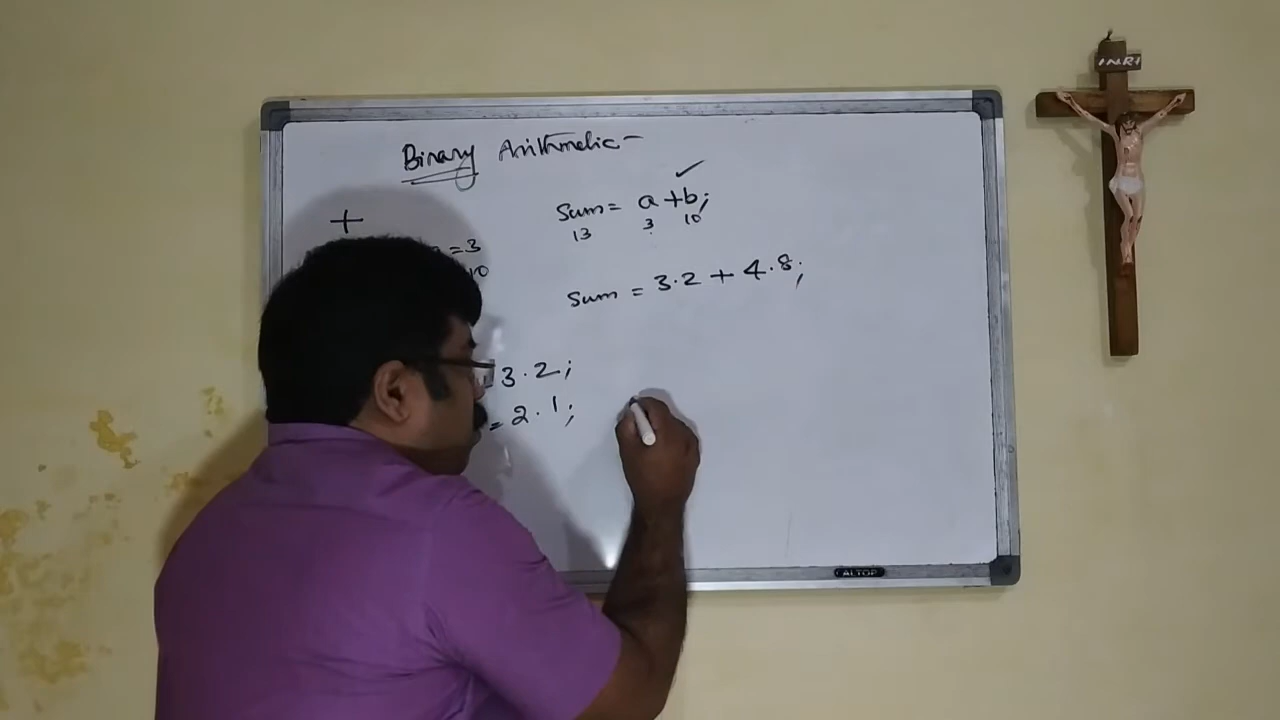 Binary Arithmetic -
+
= 3
10
Sum = a + b;
13 3 10
Sum = 3.2 + 4.8;
3.2;
= 2.1;
INRI
ALTOP